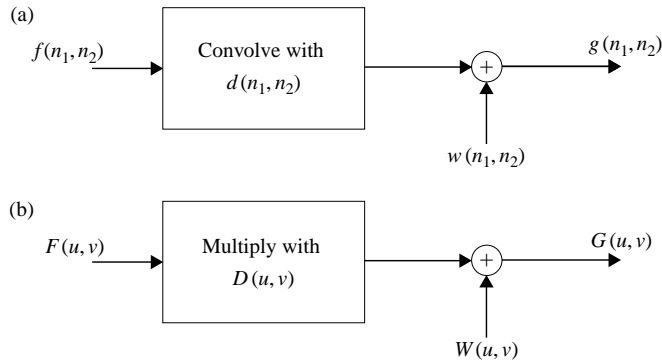 (a)
f(n₁, n₂)
Convolve with
d(n₁, n₂)
+
g(n₁, n₂)
w(n₁, n₂)
(b)
F(u, v)
Multiply with
D(u, v)
+
G(u, v)
W(u, v)